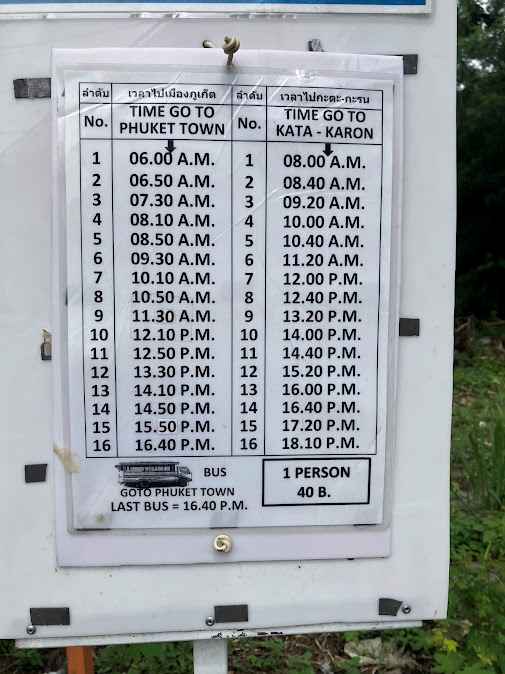 ลำดับ เวลาไปเมืองภูเก็ต ลำดับ เวลาไปกะตะ-กะรน
No. TIME GO TO PHUKET TOWN No. TIME GO TO KATA - KARON
1 06.00 A.M. 1 08.00 A.M.
2 06.50 A.M. 2 08.40 A.M.
3 07.30 A.M. 3 09.20 A.M.
4 08.10 A.M. 4 10.00 A.M.
5 08.50 A.M. 5 10.40 A.M.
6 09.30 A.M. 6 11.20 A.M.
7 10.10 A.M. 7 12.00 P.M.
8 10.50 A.M. 8 12.40 P.M.
9 11.30 A.M. 9 13.20 P.M.
10 12.10 P.M. 10 14.00 P.M.
11 12.50 P.M. 11 14.40 P.M.
12 13.30 P.M. 12 15.20 P.M.
13 14.10 P.M. 13 16.00 P.M.
14 14.50 P.M. 14 16.40 P.M.
15 15.50 P.M. 15 17.20 P.M.
16 16.40 P.M. 16 18.10 P.M.
BUS
GOTO PHUKET TOWN
LAST BUS = 16.40 P.M.
1 PERSON
40 B.